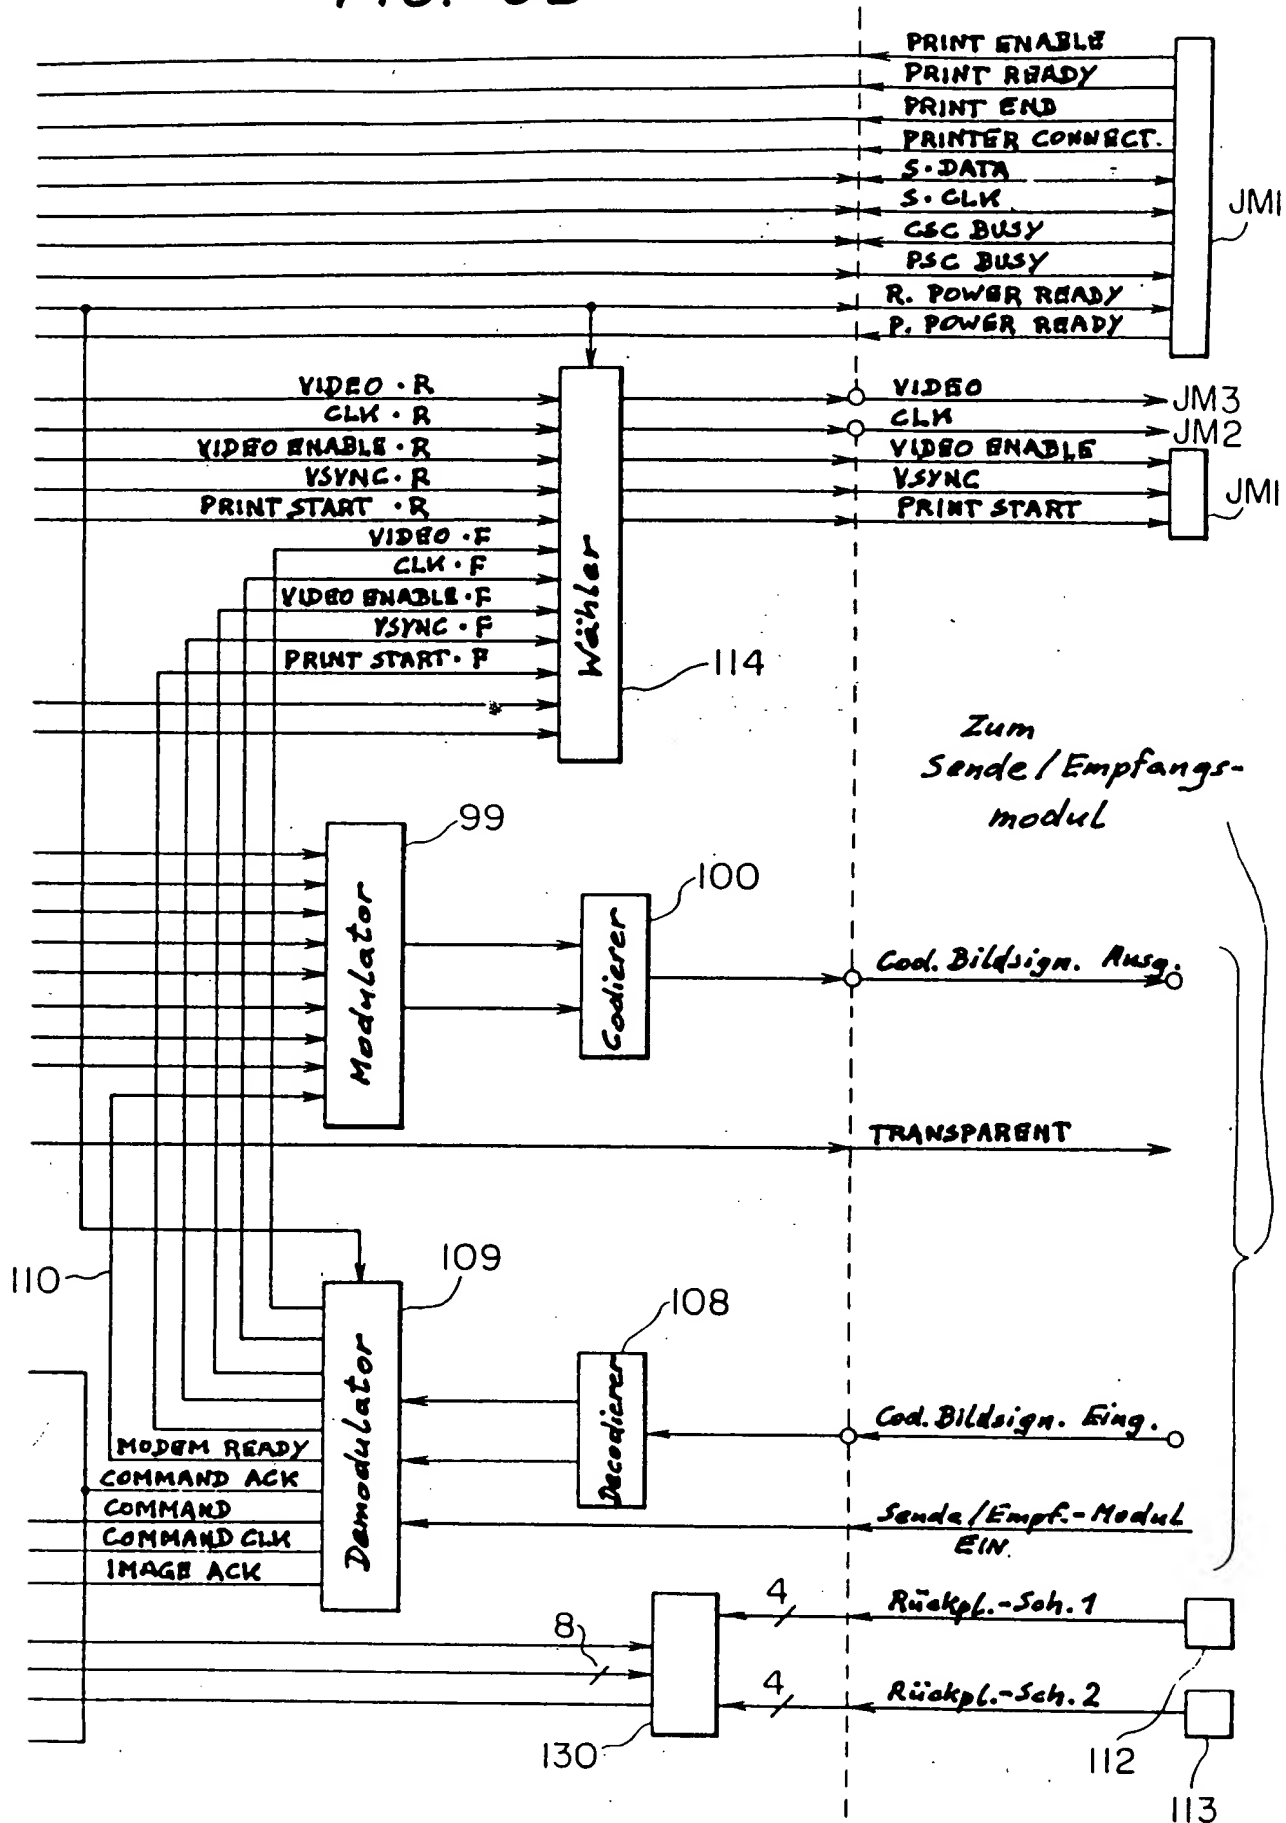 PRINT ENABLE
PRINT READY
PRINT END
PRINTER CONNECT.
S·DATA
S·CLK
JM1
CSC BUSY
PSC BUSY
R. POWER READY
P. POWER READY
VIDEO·R
VIDEO
JM3
CLK·R
CLK
JM2
VIDEO ENABLE·R
VIDEO ENABLE
VSYNC·R
VSYNC
JM1
PRINT START·R
PRINT START
VIDEO·F
CLK·F
VIDEO ENABLE·F
VSYNC·F
PRINT START·F
Wähler
114
Zum
Sende/Empfangs-
modul
99
Modulator
100
Codierer
Cod. Bildsign. Ausg.
TRANSPARENT
110
109
Demodulator
108
Decodierer
Cod. Bildsign. Eing.
MODEM READY
COMMAND ACK
COMMAND
COMMAND CLK
IMAGE ACK
Sende/Empf.-Modul
EIN.
4
Rückpl.-Sch.1
8
4
Rückpl.-Sch.2
130
112
113